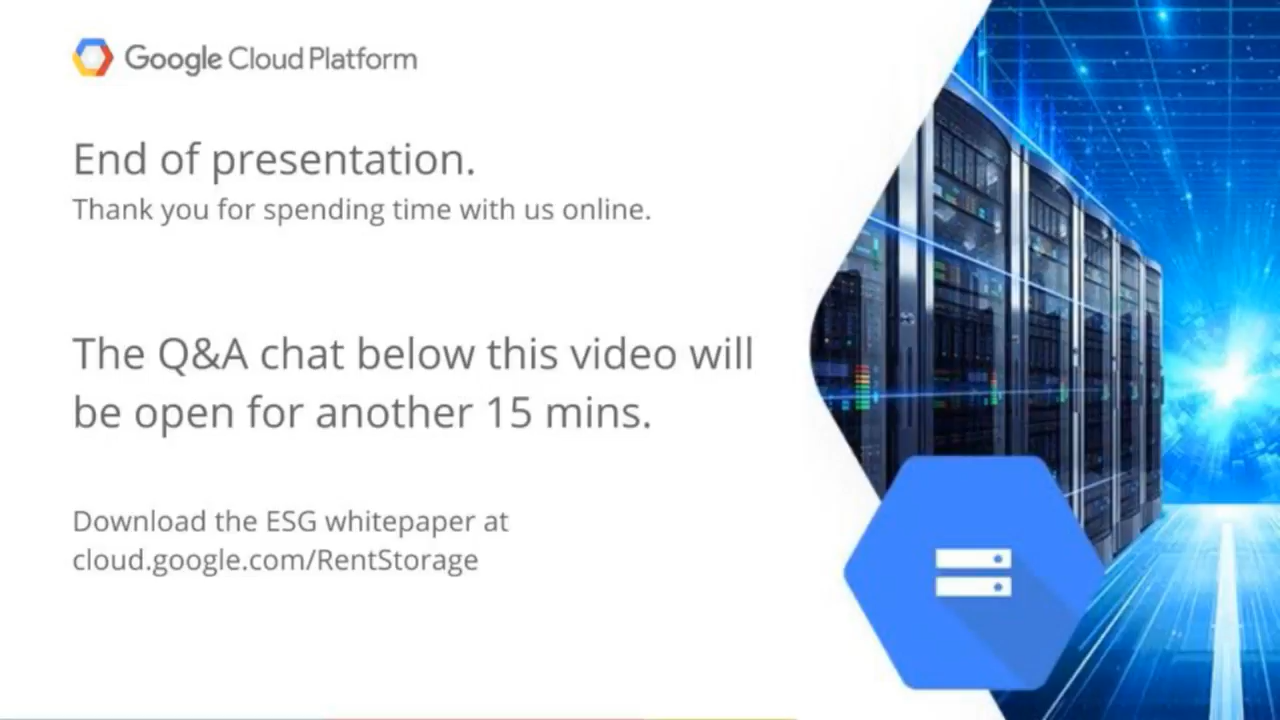 Google Cloud Platform
End of presentation.
Thank you for spending time with us online.
The Q&A chat below this video will
be open for another 15 mins.
Download the ESG whitepaper at
cloud.google.com/RentStorage